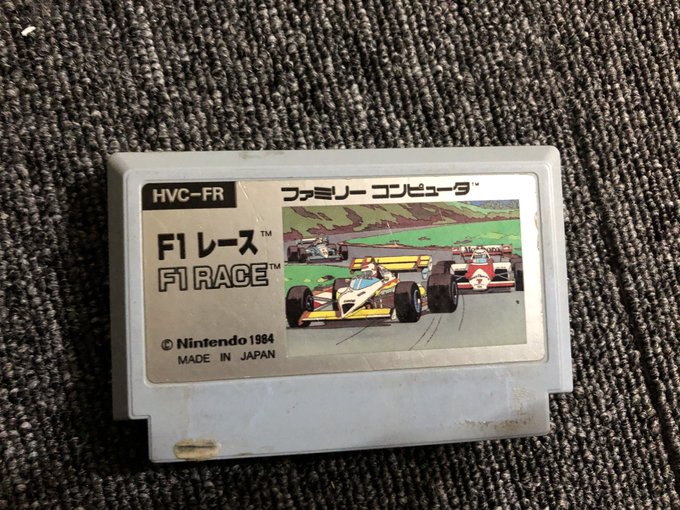 HVC-FR
ファミリー コンピュータ™
F1 レース™
F1 RACE™
© Nintendo 1984
MADE IN JAPAN